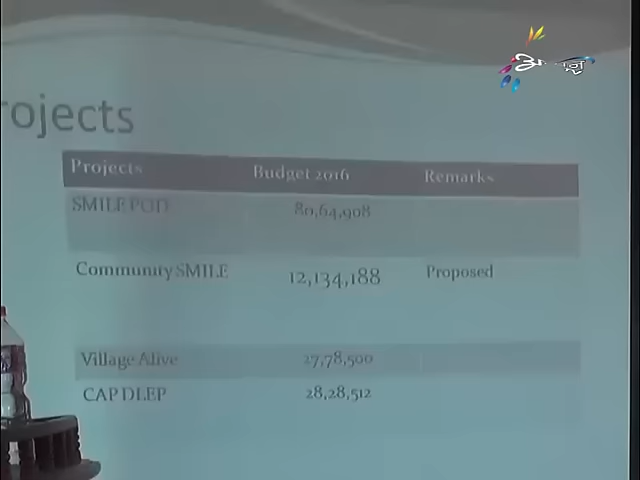 rojects
Projects Budget 2016 Remarks
SMILE 80,64,908
Community SMILE 12,134,188 Proposed
Village Alive 27,78,500
CAP DLEP 28,28,512